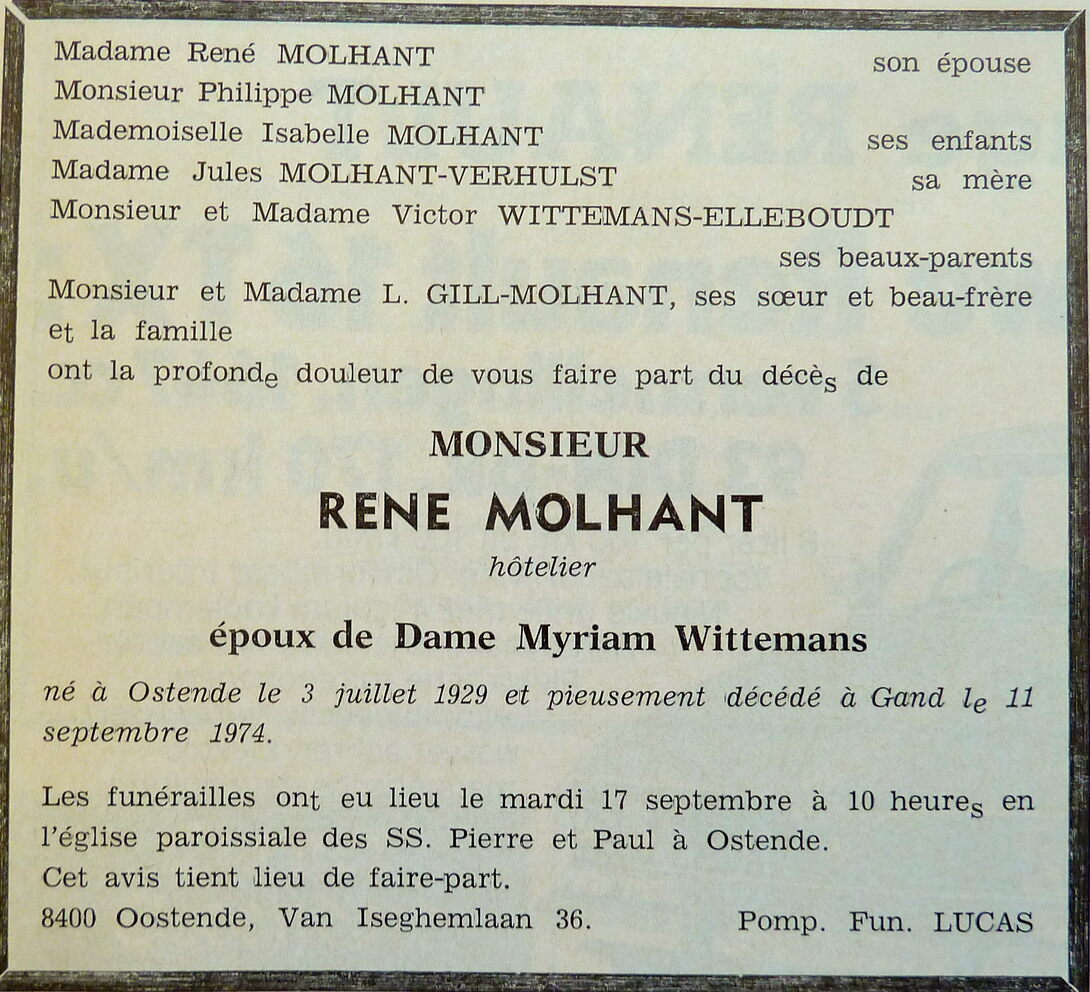 Madame René MOLHANT son épouse
Monsieur Philippe MOLHANT
Mademoiselle Isabelle MOLHANT ses enfants
Madame Jules MOLHANT-VERHULST sa mère
Monsieur et Madame Victor WITTEMANS-ELLEBOUDT
ses beaux-parents
Monsieur et Madame L. GILL-MOLHANT, ses sœur et beau-frère
et la famille
ont la profonde douleur de vous faire part du décès de
MONSIEUR
RENE MOLHANT
hôtelier
époux de Dame Myriam Wittemans
né à Ostende le 3 juillet 1929 et pieusement décédé à Gand le 11
septembre 1974.
Les funérailles ont eu lieu le mardi 17 septembre à 10 heures en
l'église paroissiale des SS. Pierre et Paul à Ostende.
Cet avis tient lieu de faire-part.
8400 Oostende, Van Iseghemlaan 36. Pomp. Fun. LUCAS